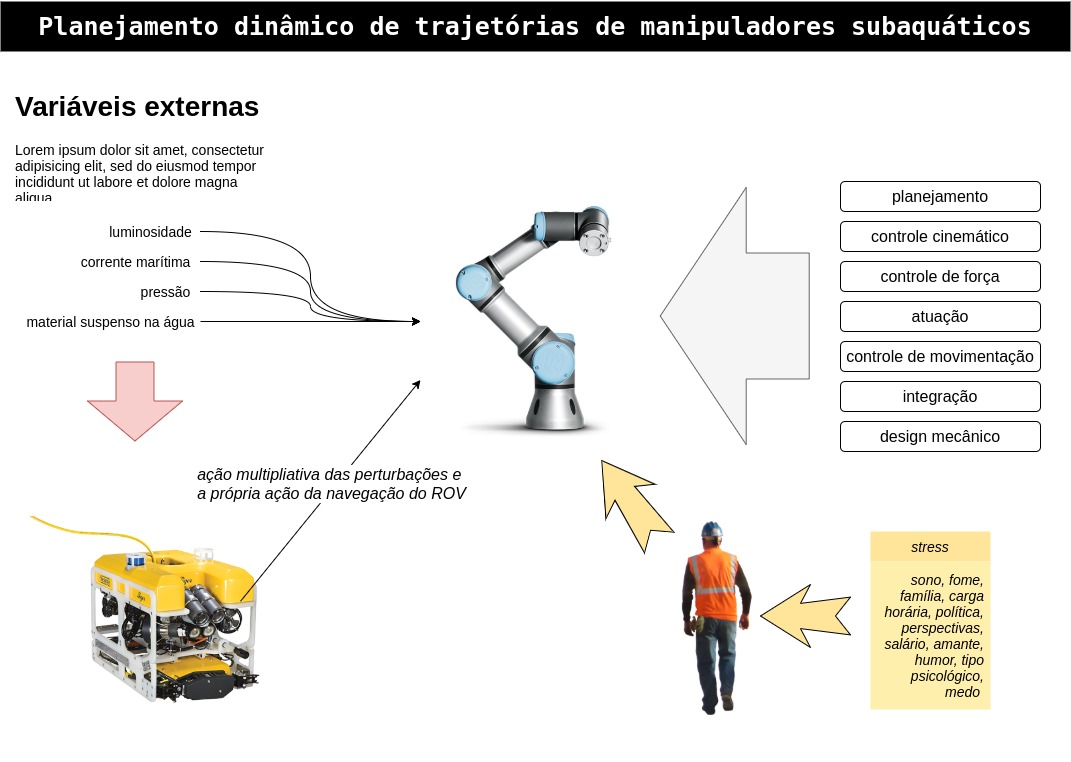 Planejamento dinâmico de trajetórias de manipuladores subaquáticos
Variáveis externas
Lorem ipsum dolor sit amet, consectetur
adipisicing elit, sed do eiusmod tempor
incididunt ut labore et dolore magna
aliqua
luminosidade
corrente marítima
pressão
material suspenso na água
ação multipliativa das perturbações e
a própria ação da navegação do ROV
planejamento
controle cinemático
controle de força
atuação
controle de movimentação
integração
design mecânico
stress
sono, fome,
família, carga
horária, política,
perspectivas,
salário, amante,
humor, tipo
psicológico,
medo